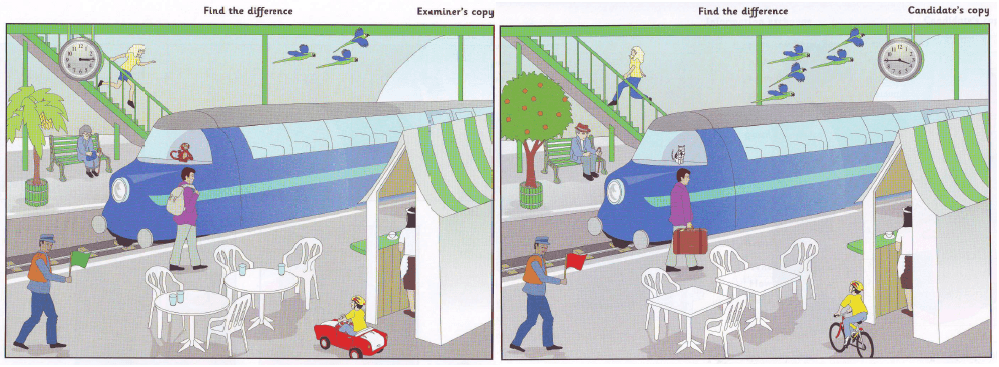 Find the difference
Examiner's copy
Find the difference
Candidate's copy